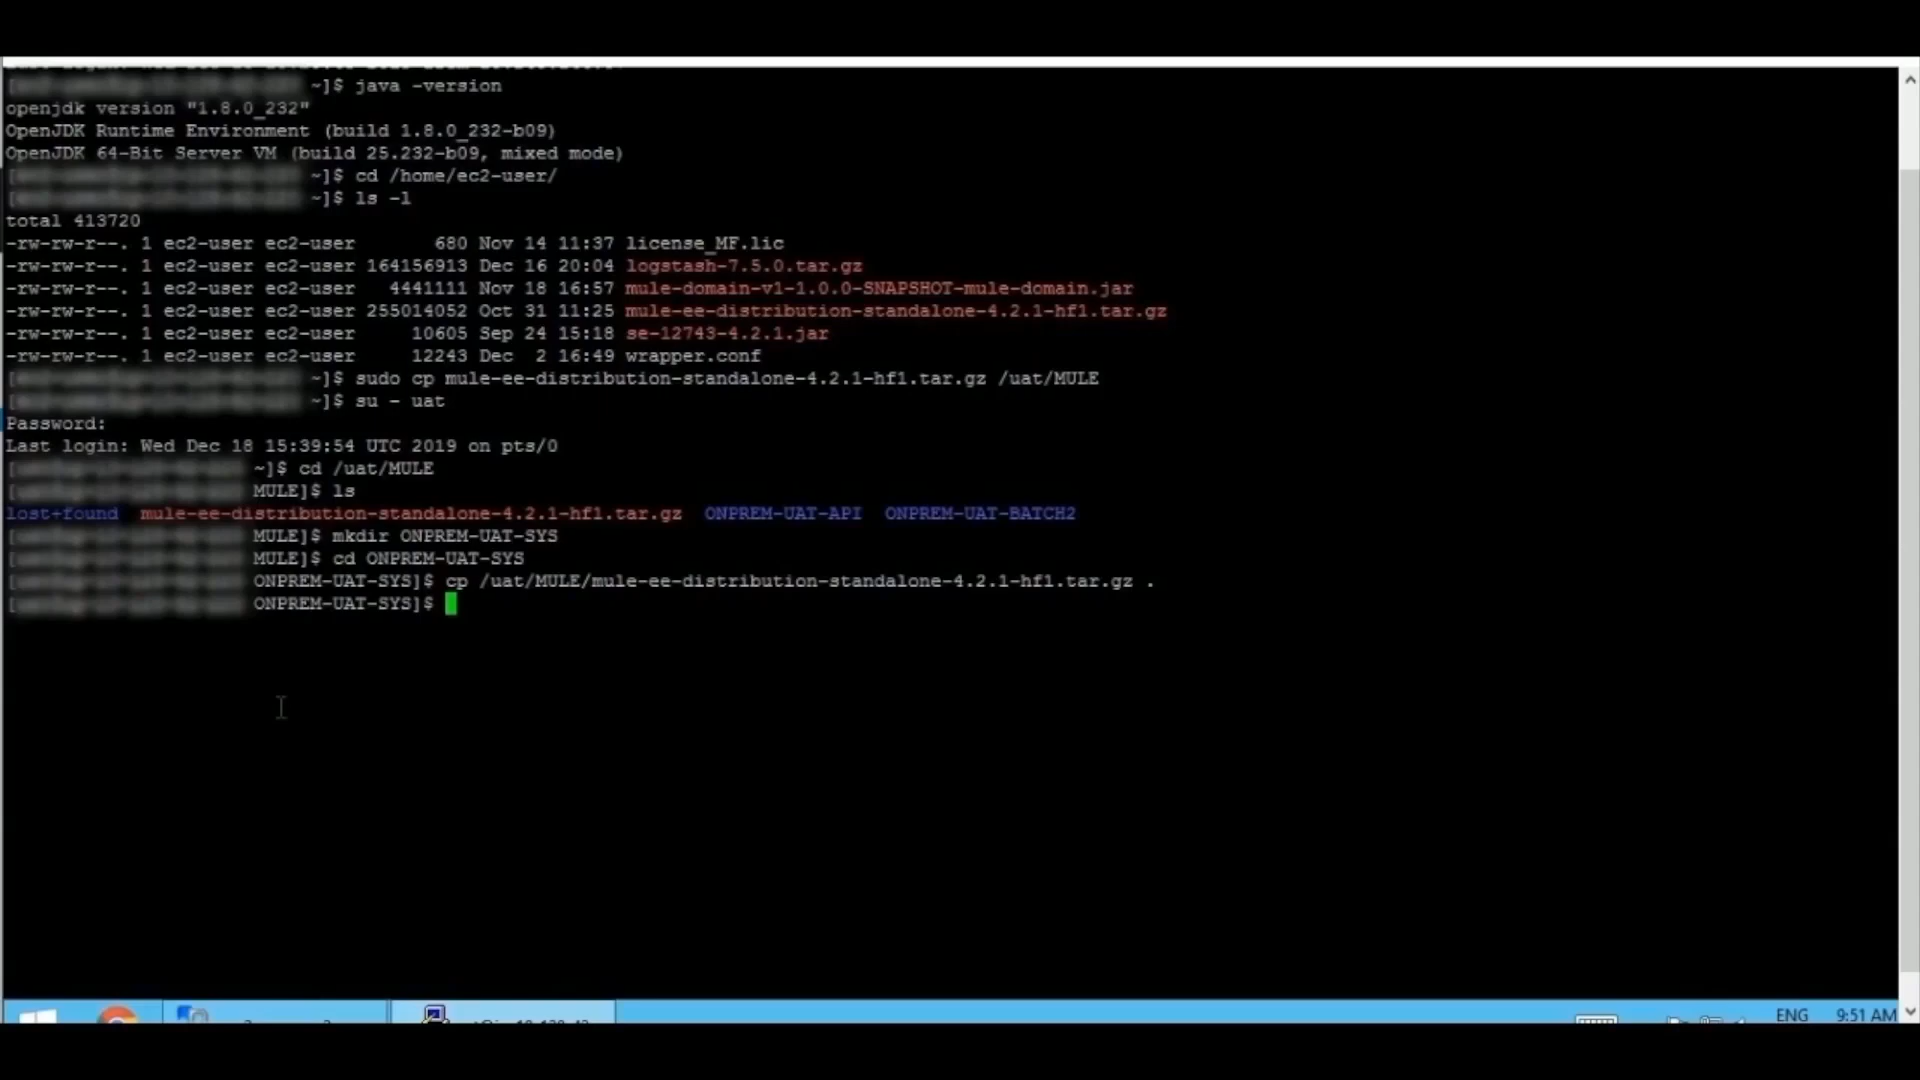 ~]$ java -version
openjdk version "1.8.0_232"
OpenJDK Runtime Environment (build 1.8.0_232-b09)
OpenJDK 64-Bit Server VM (build 25.232-b09, mixed mode)
~]$ cd /home/ec2-user/
~]$ ls -l
total 413720
-rw-rw-r--. 1 ec2-user ec2-user 680 Nov 14 11:37 license_MF.lic
-rw-rw-r--. 1 ec2-user ec2-user 164156913 Dec 16 20:04 logstash-7.5.0.tar.gz
-rw-rw-r--. 1 ec2-user ec2-user 4441111 Nov 18 16:57 mule-domain-v1-1.0.0-SNAPSHOT-mule-domain.jar
-rw-rw-r--. 1 ec2-user ec2-user 255014052 Oct 31 11:25 mule-ee-distribution-standalone-4.2.1-hf1.tar.gz
-rw-rw-r--. 1 ec2-user ec2-user 10605 Sep 24 15:18 se-12743-4.2.1.jar
-rw-rw-r--. 1 ec2-user ec2-user 12243 Dec 2 16:49 wrapper.conf
~]$ sudo cp mule-ee-distribution-standalone-4.2.1-hf1.tar.gz /uat/MULE
~]$ su - uat
Password:
Last login: Wed Dec 18 15:39:54 UTC 2019 on pts/0
~]$ cd /uat/MULE
MULE]$ ls
lost+found mule-ee-distribution-standalone-4.2.1-hf1.tar.gz ONPREM-UAT-API ONPREM-UAT-BATCH2
MULE]$ mkdir ONPREM-UAT-SYS
MULE]$ cd ONPREM-UAT-SYS
ONPREM-UAT-SYS]$ cp /uat/MULE/mule-ee-distribution-standalone-4.2.1-hf1.tar.gz .
ONPREM-UAT-SYS]$
ENG 9:51 AM